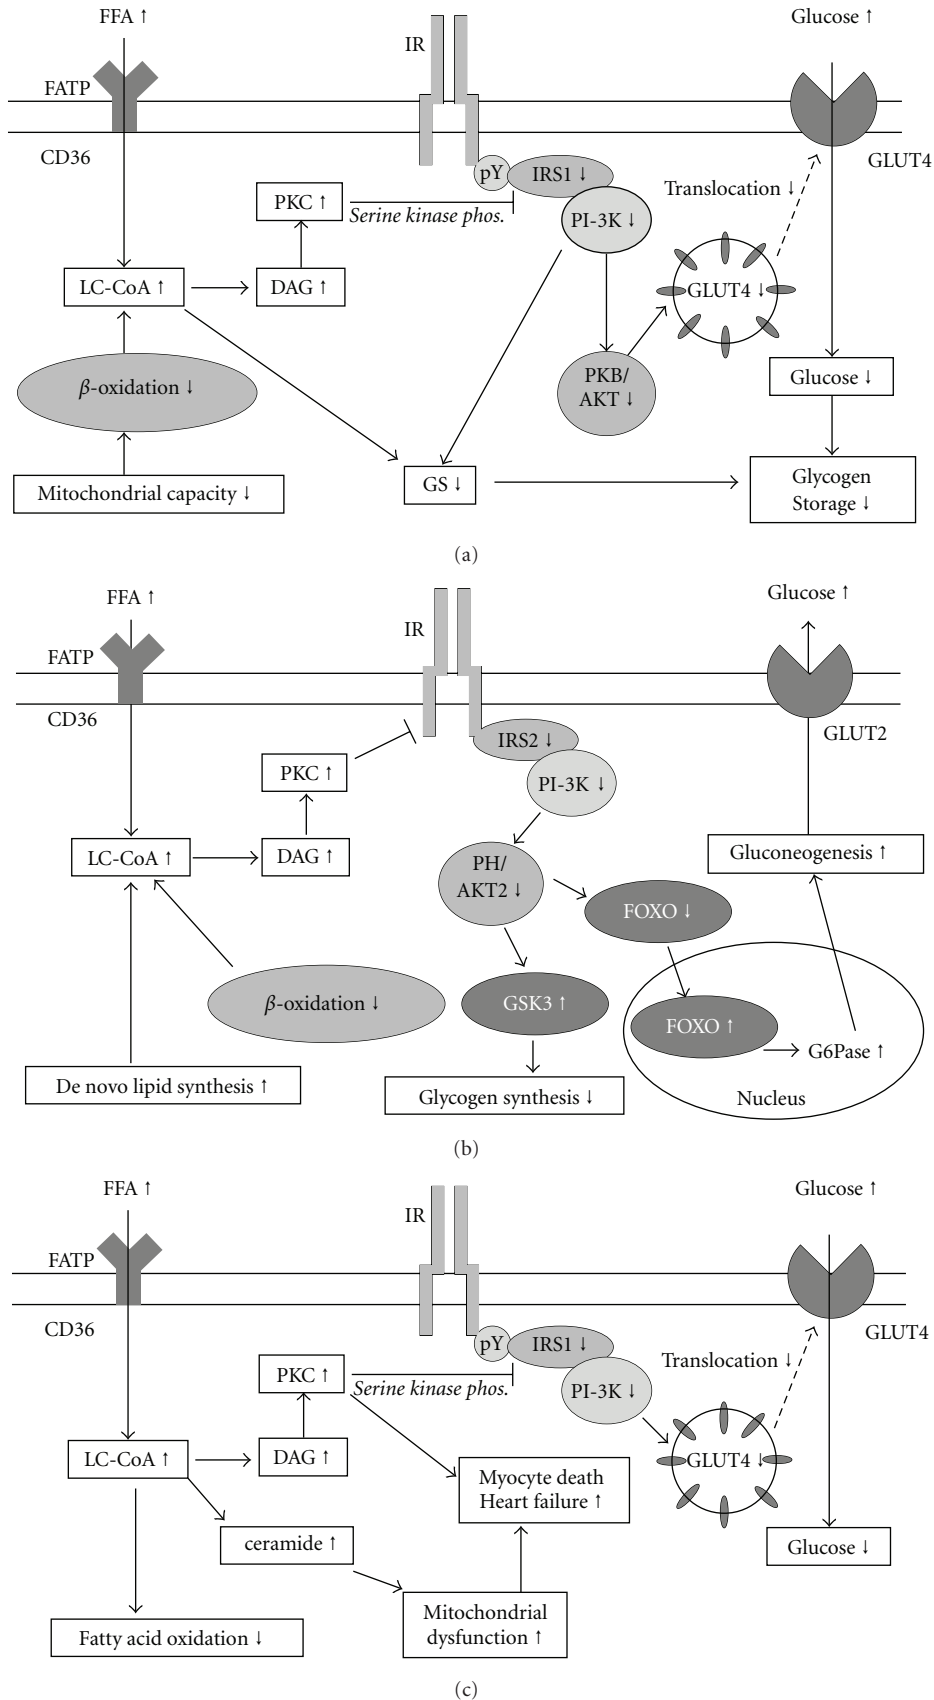 FFA ↑
IR
Glucose ↑
FATP
CD36
GLUT4
pY
IRS1 ↓
Translocation ↓
PKC ↑
Serine kinase phos.
PI-3K ↓
LC-CoA ↑
DAG ↑
GLUT4 ↓
β-oxidation ↓
PKB/
AKT ↓
Glucose ↓
Mitochondrial capacity ↓
GS ↓
Glycogen
Storage ↓
(a)
FFA ↑
Glucose ↑
IR
FATP
CD36
GLUT2
IRS2 ↓
PKC ↑
PI-3K ↓
LC-CoA ↑
DAG ↑
Gluconeogenesis ↑
PH/
AKT2 ↓
FOXO ↓
β-oxidation ↓
GSK3 ↑
FOXO ↑
G6Pase ↑
De novo lipid synthesis ↑
Glycogen synthesis ↓
Nucleus
(b)
FFA ↑
Glucose ↑
IR
FATP
CD36
GLUT4
pY
IRS1 ↓
Translocation ↓
PKC ↑
Serine kinase phos.
PI-3K ↓
LC-CoA ↑
DAG ↑
GLUT4 ↓
Myocyte death
Heart failure ↑
ceramide ↑
Glucose ↓
Mitochondrial
dysfunction ↑
Fatty acid oxidation ↓
(c)